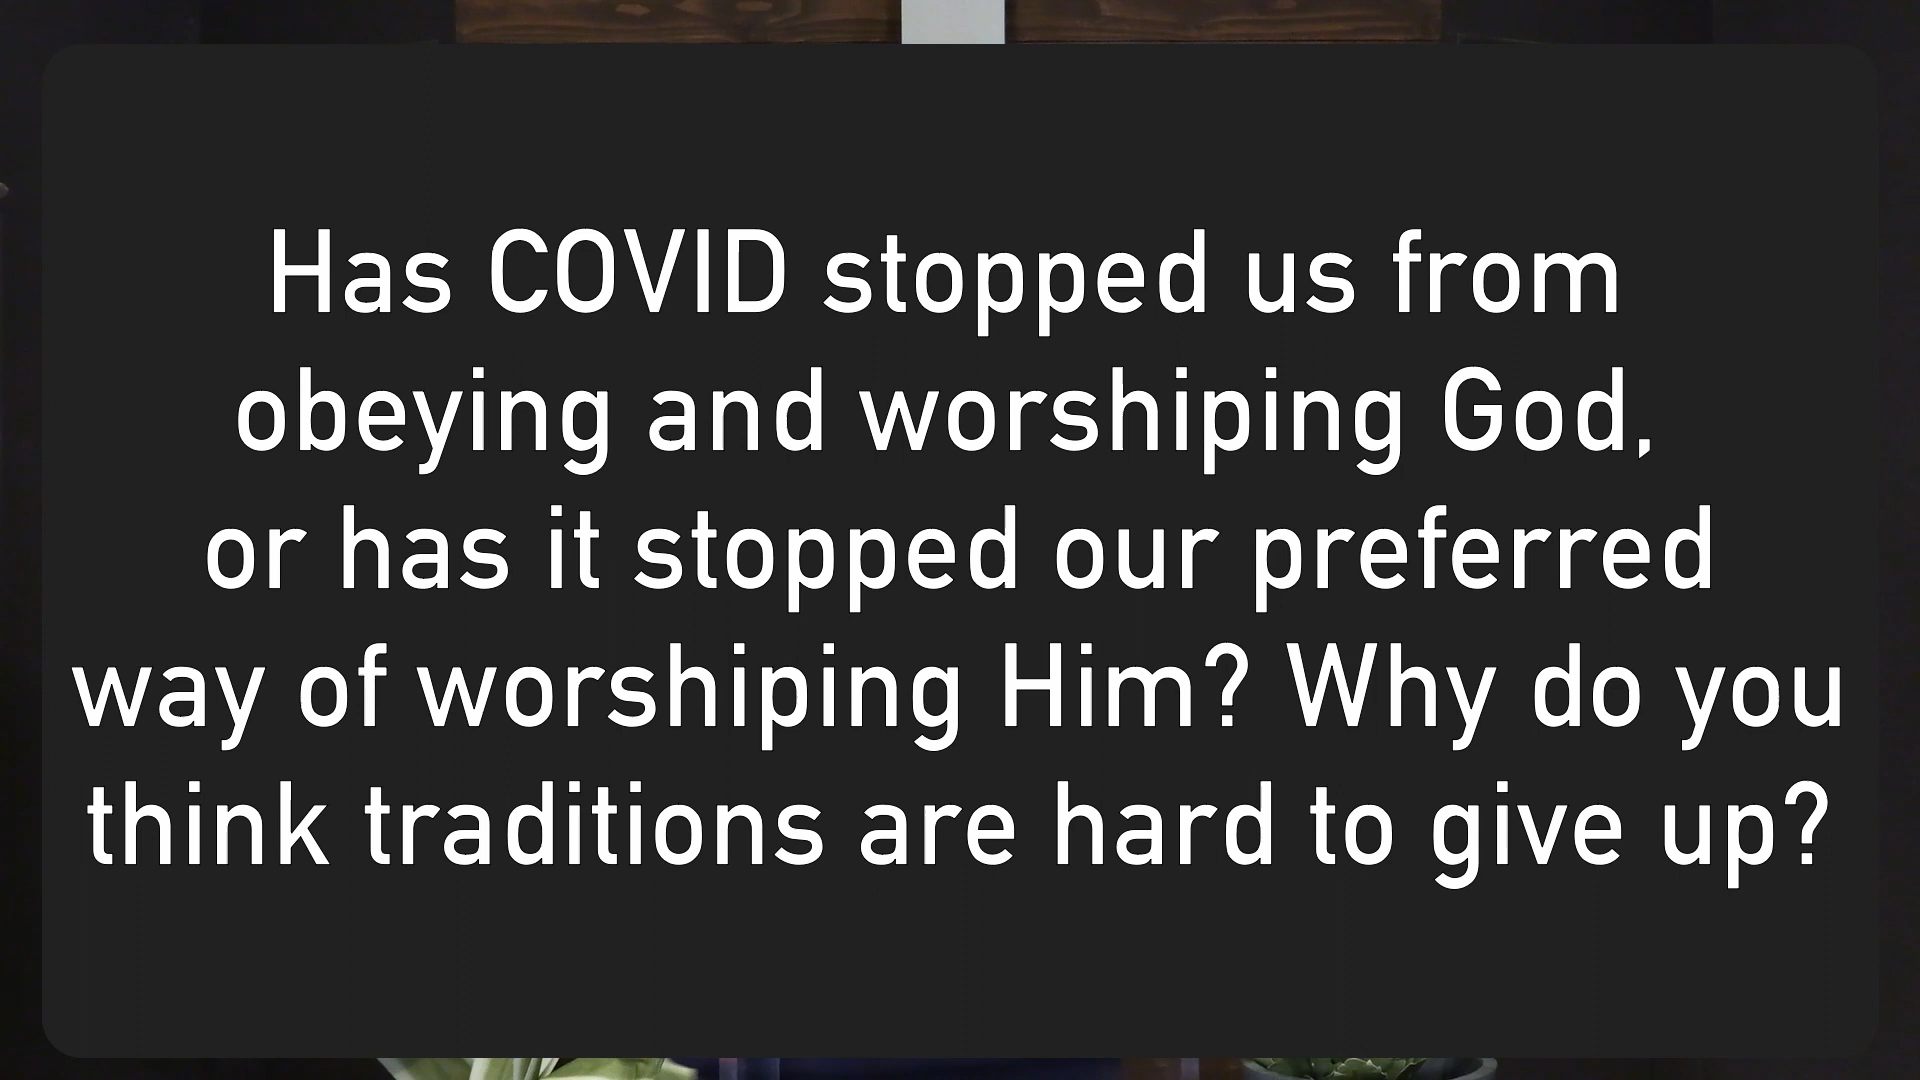 Has COVID stopped us from
obeying and worshiping God,
or has it stopped our preferred
way of worshiping Him? Why do you
think traditions are hard to give up?